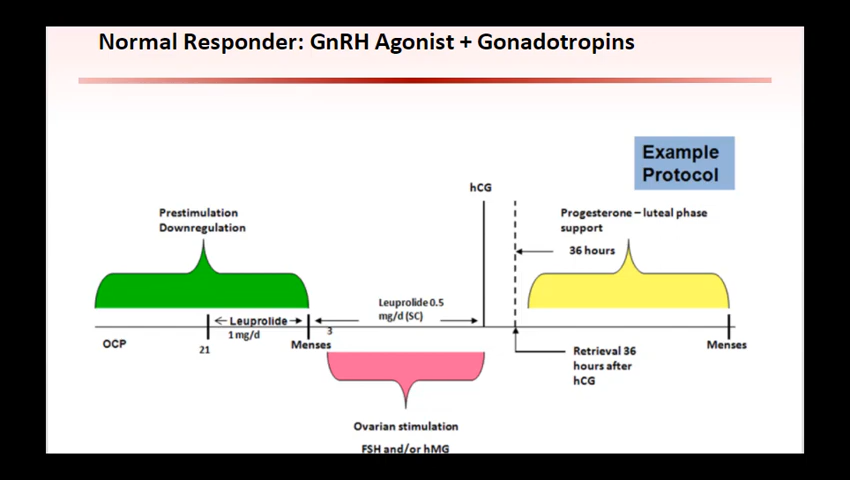 Normal Responder: GnRH Agonist + Gonadotropins
Example
Protocol
hCG
Prestimulation
Downregulation
Progesterone – luteal phase
support
36 hours
Leuprolide 0.5
mg/d (SC)
Leuprolide
1 mg/d
3
OCP
21
Menses
Menses
Retrieval 36
hours after
hCG
Ovarian stimulation
FSH and/or hMG